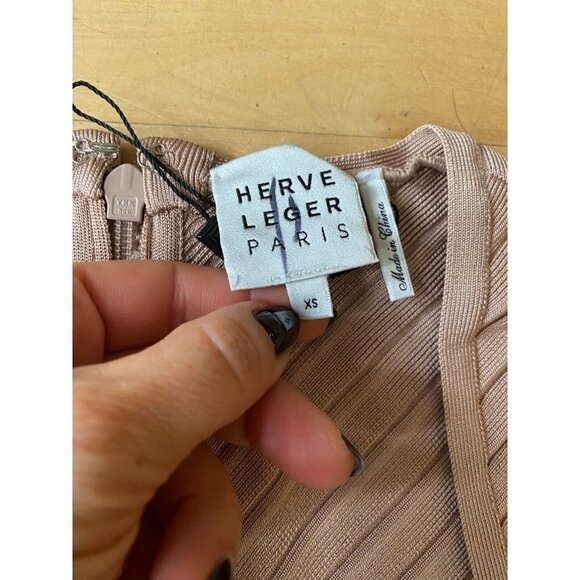 YKK
HERVE
LEGER
PARIS
XS
Made in China